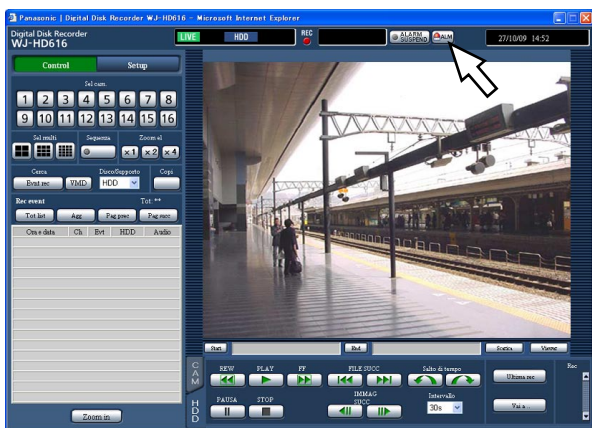 Panasonic | Digital Disk Recorder WJ-HD616 - Microsoft Internet Explorer
Digital Disk Recorder
WJ-HD616
LIVE HDD REC ALARM SUSPEND ALM 27/10/09 14:52
Control Setup
Sel cam.
1 2 3 4 5 6 7 8
9 10 11 12 13 14 15 16
Sel multi Sequenza Zoom el
x1 x2 x4
Cerca Disco/Supporto Copi
Evnt rec VMD HDD
Rec event Tot: **
Tot list Agg Pag prec Pag succ
Ora e data Ch Evt HDD Audio
Zoom in
Start End Scarica Viewer
CAM
HDD
REW PLAY FF FILE SUCC Salto di tempo Rec
Ultima rec
PAUSA STOP IMMAG SUCC Intervallo
30s Vai a